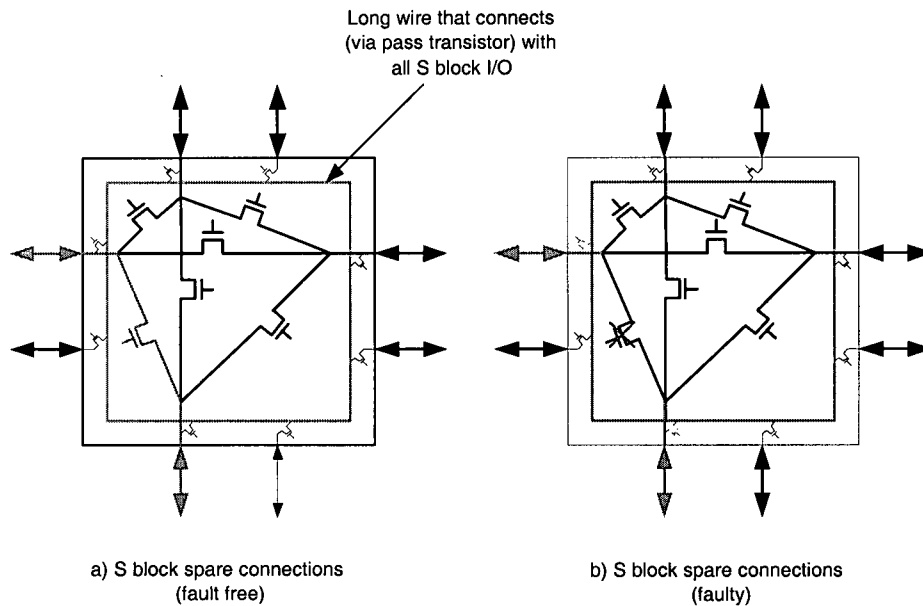 Long wire that connects
(via pass transistor) with
all S block I/O
a) S block spare connections
(fault free)
b) S block spare connections
(faulty)